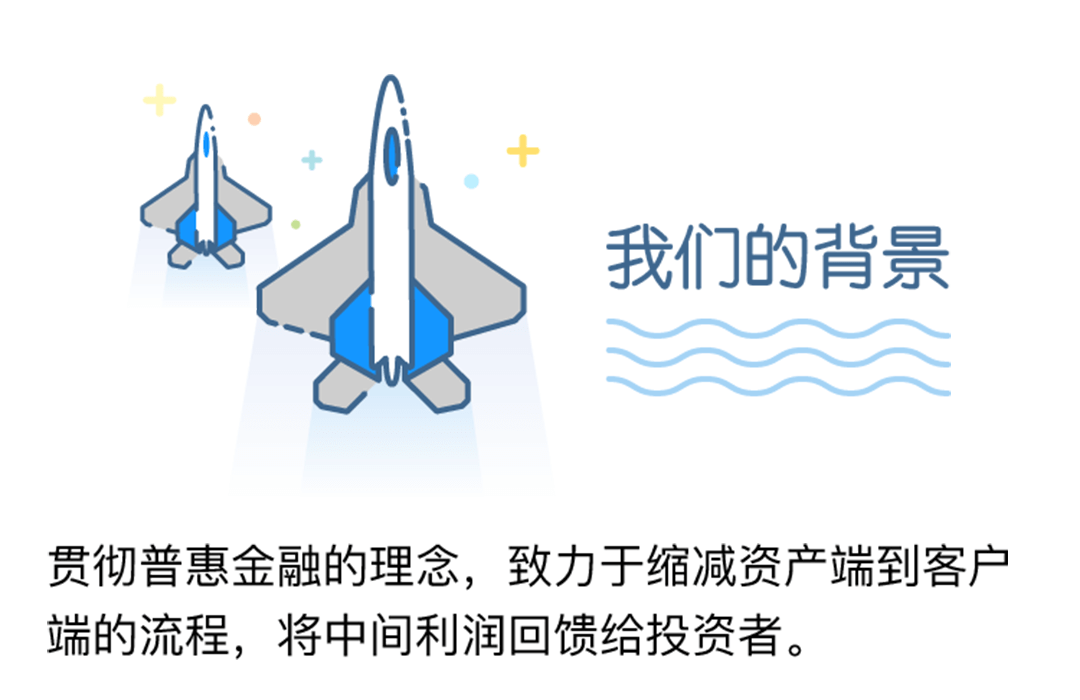 我们的背景
贯彻普惠金融的理念，致力于缩减资产端到客户
端的流程，将中间利润回馈给投资者。